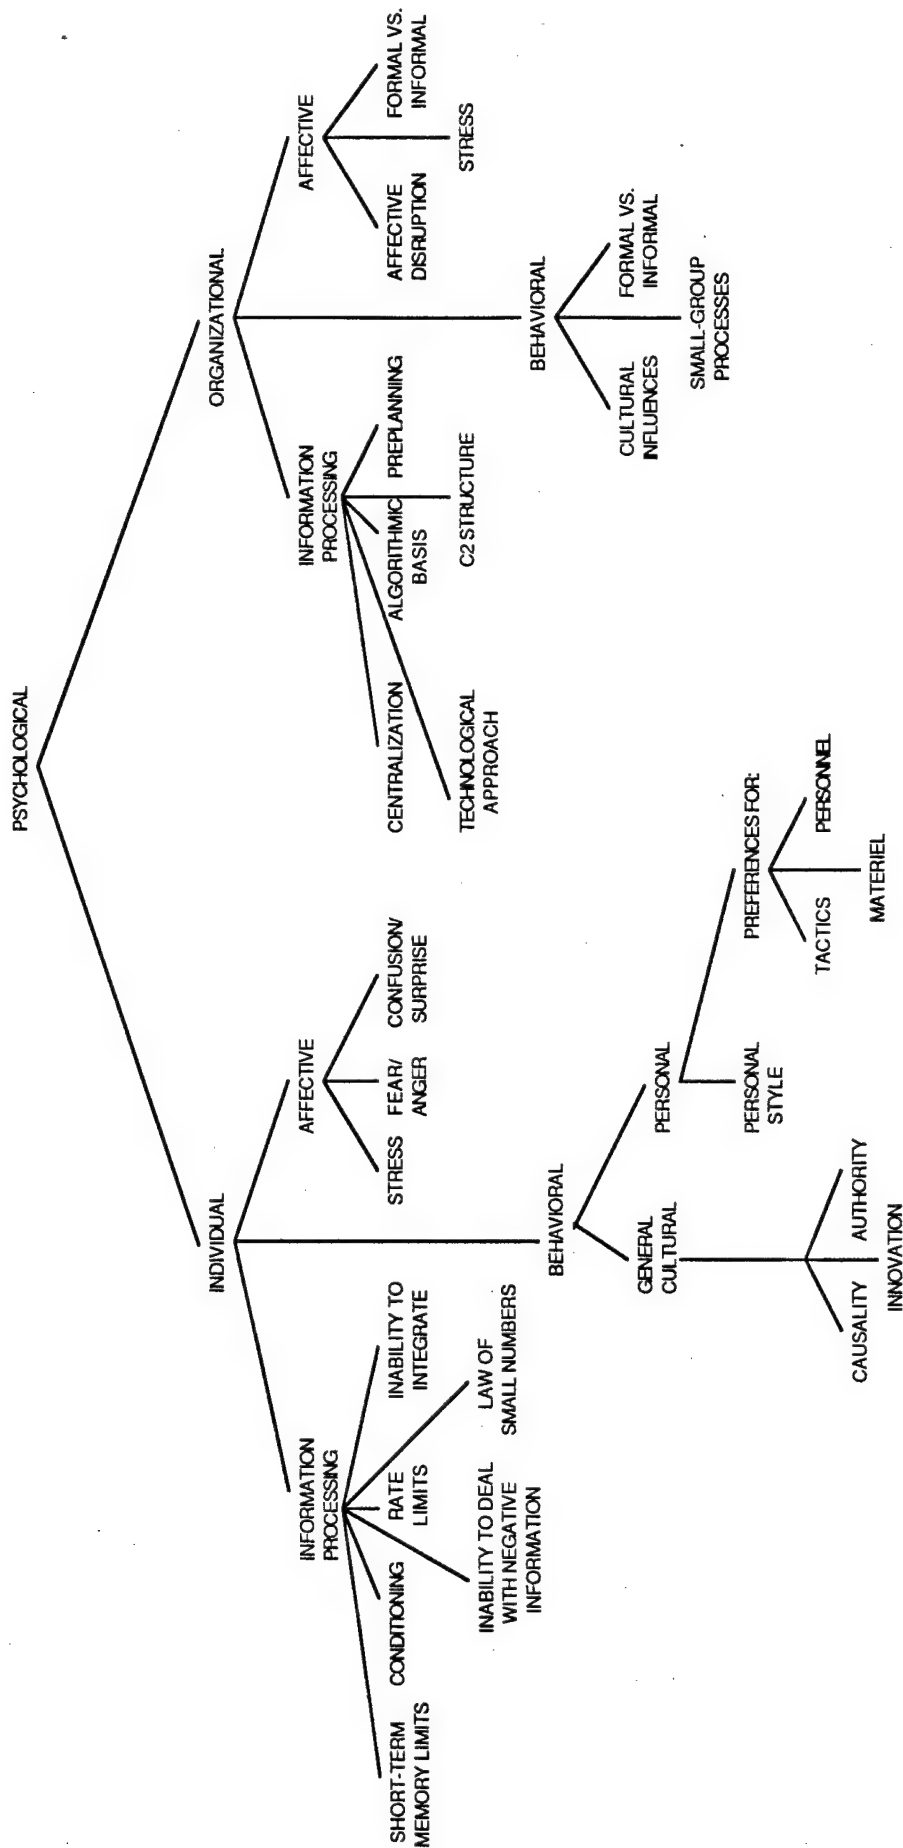 PSYCHOLOGICAL
INDIVIDUAL
ORGANIZATIONAL
INFORMATION
PROCESSING
AFFECTIVE
INFORMATION
PROCESSING
AFFECTIVE
SHORT-TERM
MEMORY LIMITS
CONDITIONING
RATE
LIMITS
INABILITY TO
INTEGRATE
STRESS
FEAR/
ANGER
CONFUSION/
SURPRISE
CENTRALIZATION
ALGORITHMIC
BASIS
PREPLANNING
AFFECTIVE
DISRUPTION
FORMAL VS.
INFORMAL
INABILITY TO DEAL
WITH NEGATIVE
INFORMATION
LAW OF
SMALL NUMBERS
TECHNOLOGICAL
APPROACH
C2 STRUCTURE
STRESS
BEHAVIORAL
BEHAVIORAL
GENERAL
CULTURAL
PERSONAL
CULTURAL
INFLUENCES
FORMAL VS.
INFORMAL
SMALL-GROUP
PROCESSES
PERSONAL
STYLE
PREFERENCES FOR:
CAUSALITY
AUTHORITY
TACTICS
PERSONNEL
INNOVATION
MATERIEL